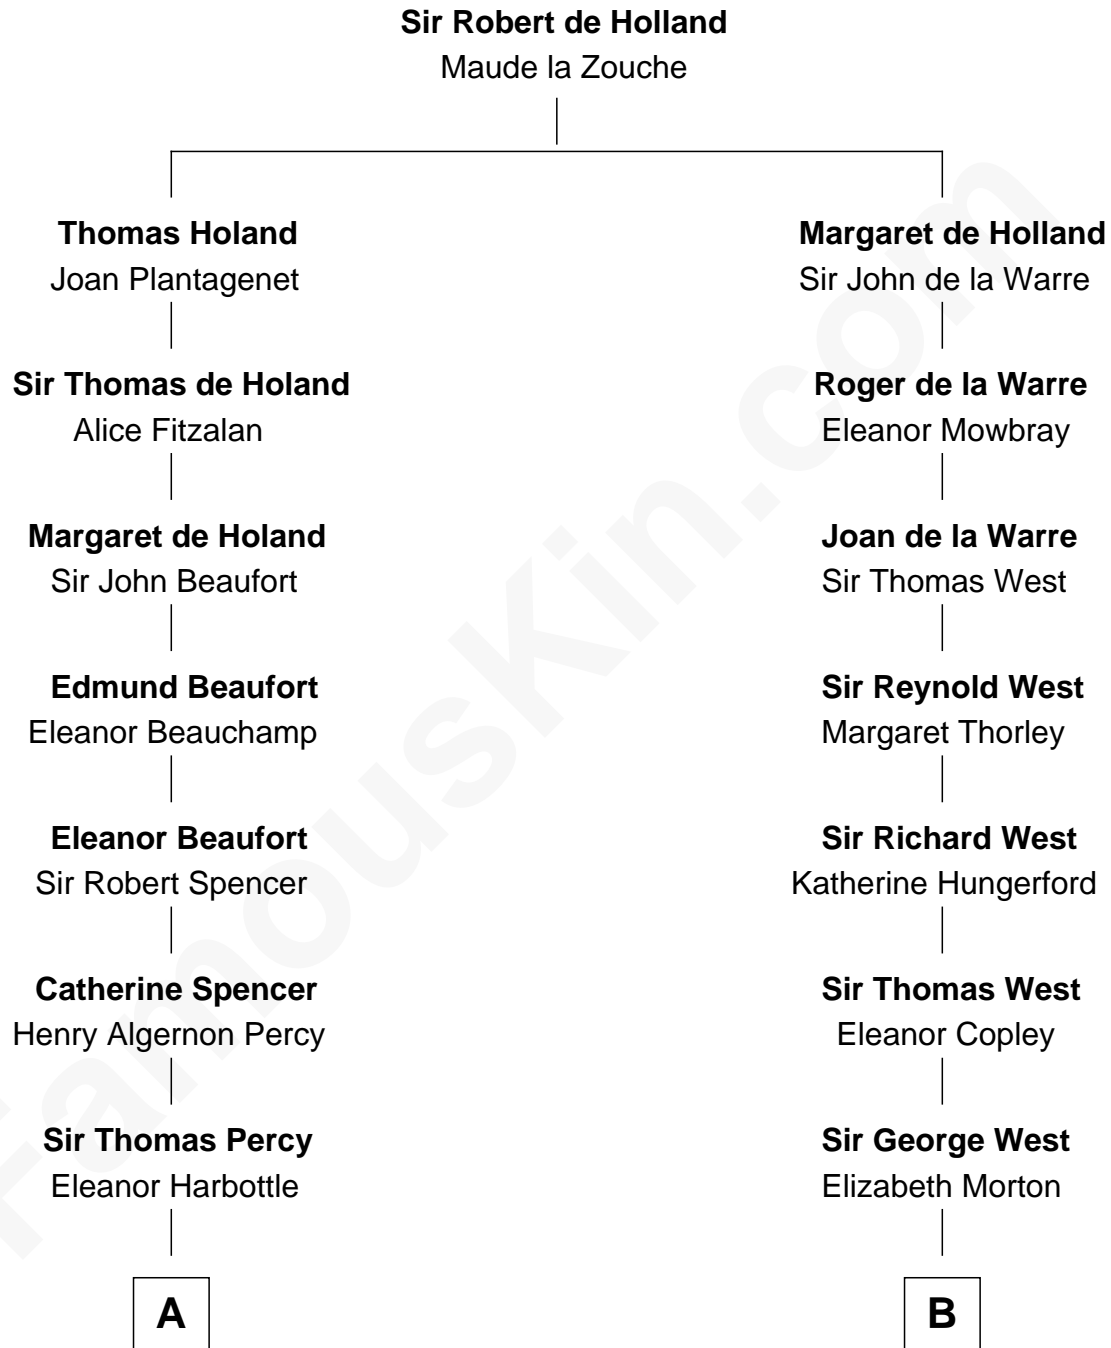 Sir Robert de Holland
Maude la Zouche
Thomas Holand
Joan Plantagenet
Sir Thomas de Holand
Alice Fitzalan
Margaret de Holand
Sir John Beaufort
Edmund Beaufort
Eleanor Beauchamp
Eleanor Beaufort
Sir Robert Spencer
Catherine Spencer
Henry Algernon Percy
Sir Thomas Percy
Eleanor Harbottle
A
Margaret de Holland
Sir John de la Warre
Roger de la Warre
Eleanor Mowbray
Joan de la Warre
Sir Thomas West
Sir Reynold West
Margaret Thorley
Sir Richard West
Katherine Hungerford
Sir Thomas West
Eleanor Copley
Sir George West
Elizabeth Morton
B
FamousKin.com